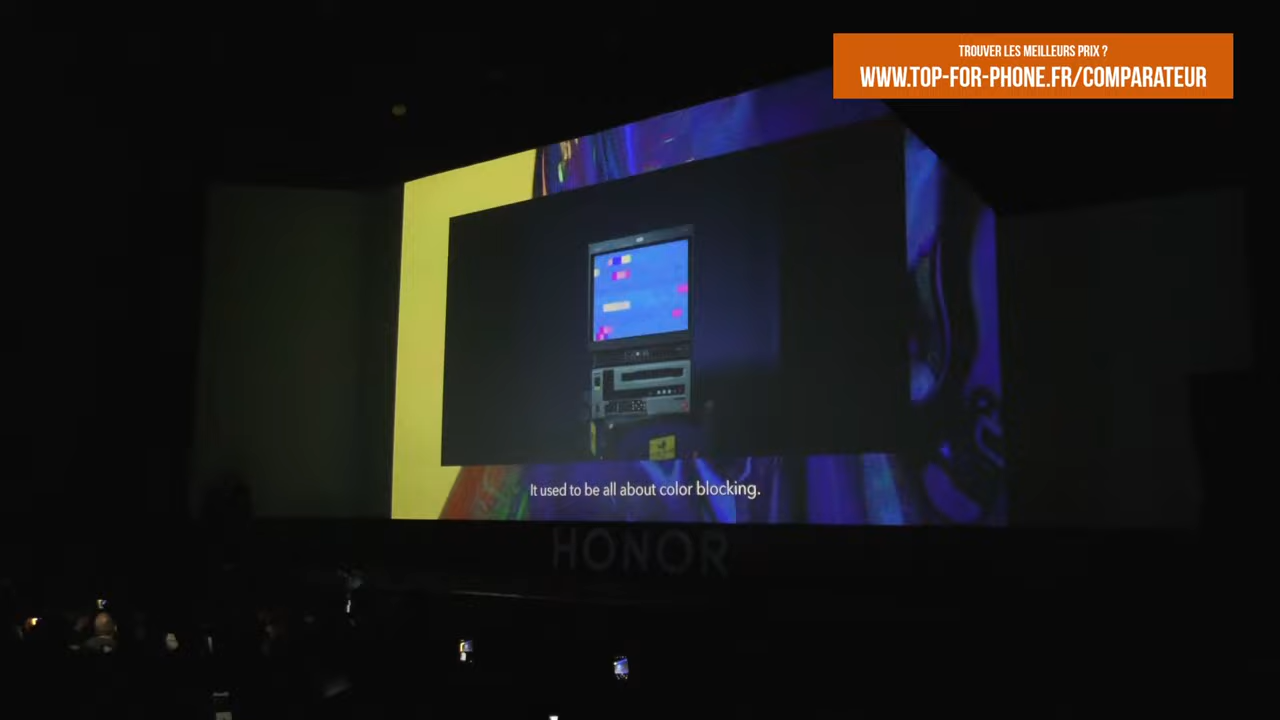 TROUVER LES MEILLEURS PRIX ?
WWW.TOP-FOR-PHONE.FR/COMPARATEUR
It used to be all about color blocking.
HONOR